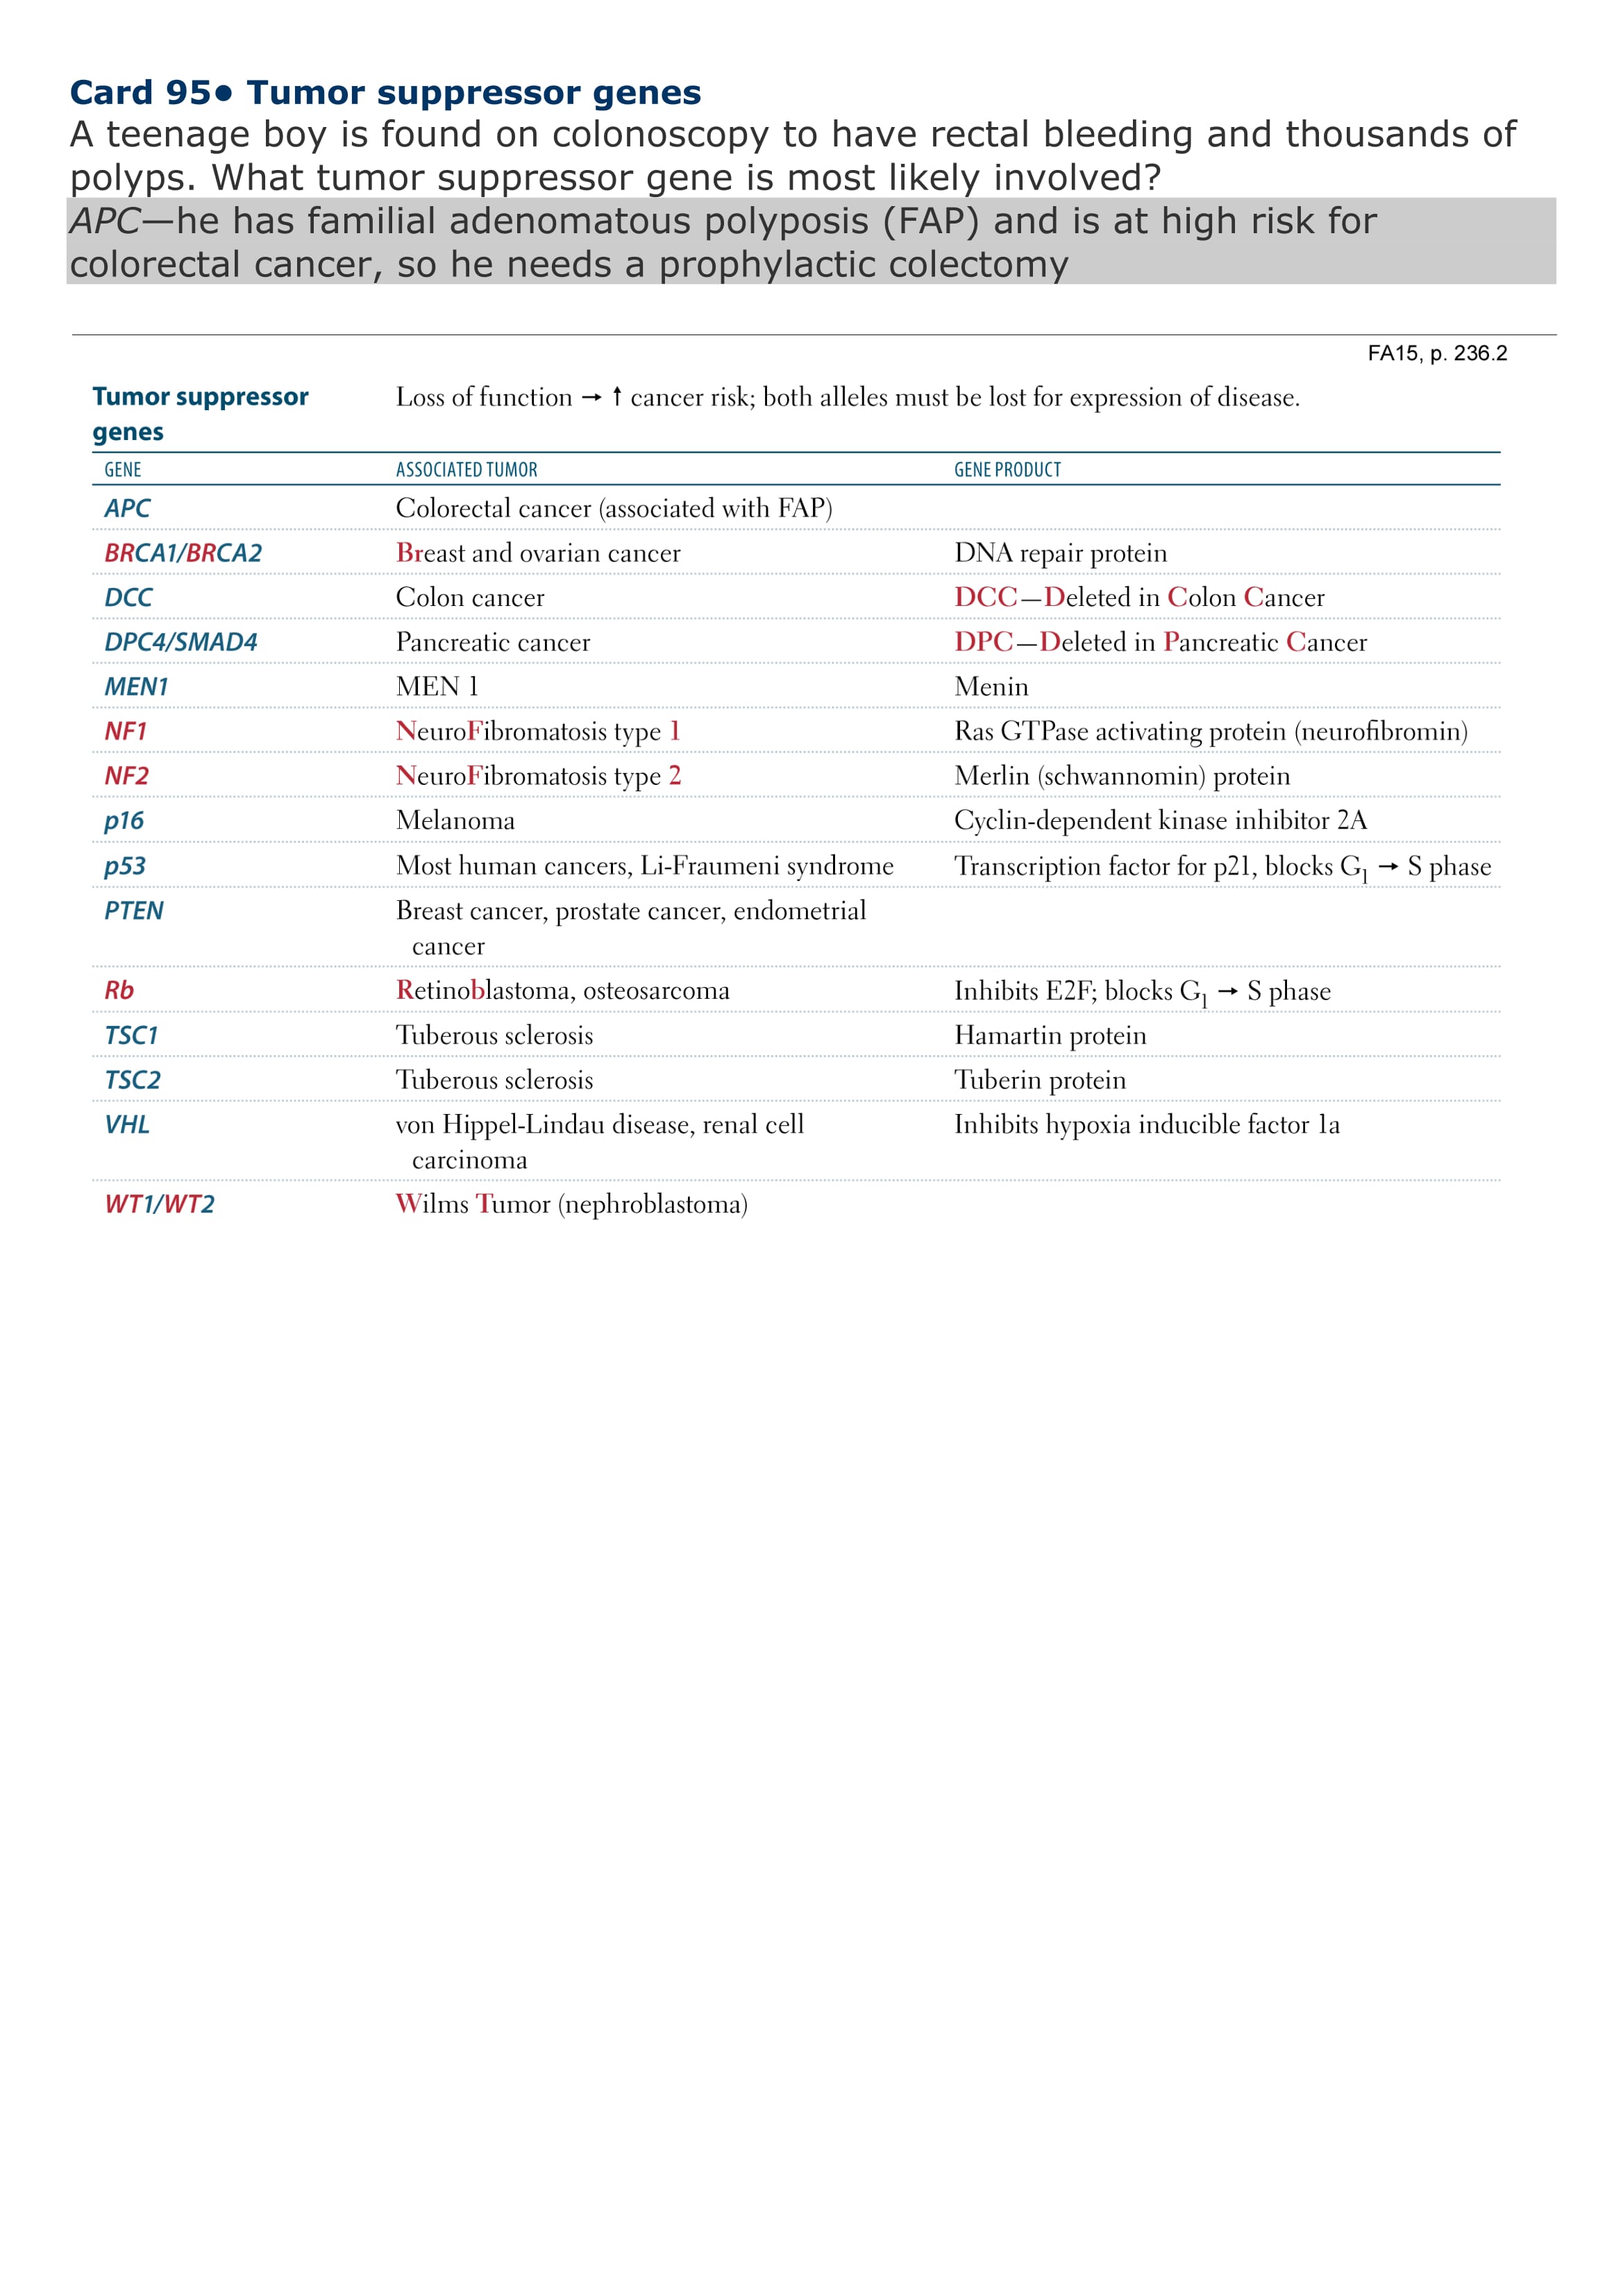 Card 95● Tumor suppressor genes
A teenage boy is found on colonoscopy to have rectal bleeding and thousands of
polyps. What tumor suppressor gene is most likely involved?
APC—he has familial adenomatous polyposis (FAP) and is at high risk for
colorectal cancer, so he needs a prophylactic colectomy
FA15, p. 236.2
Tumor suppressor genes Loss of function → ↑ cancer risk; both alleles must be lost for expression of disease.
GENE ASSOCIATED TUMOR GENE PRODUCT
APC Colorectal cancer (associated with FAP)
BRCA1/BRCA2 Breast and ovarian cancer DNA repair protein
DCC Colon cancer DCC—Deleted in Colon Cancer
DPC4/SMAD4 Pancreatic cancer DPC—Deleted in Pancreatic Cancer
MEN1 MEN 1 Menin
NF1 NeuroFibromatosis type 1 Ras GTPase activating protein (neurofibromin)
NF2 NeuroFibromatosis type 2 Merlin (schwannomin) protein
p16 Melanoma Cyclin-dependent kinase inhibitor 2A
p53 Most human cancers, Li-Fraumeni syndrome Transcription factor for p21, blocks G1 → S phase
PTEN Breast cancer, prostate cancer, endometrial
cancer
Rb Retinoblastoma, osteosarcoma Inhibits E2F; blocks G1 → S phase
TSC1 Tuberous sclerosis Hamartin protein
TSC2 Tuberous sclerosis Tuberin protein
VHL von Hippel-Lindau disease, renal cell Inhibits hypoxia inducible factor 1a
carcinoma
WT1/WT2 Wilms Tumor (nephroblastoma)